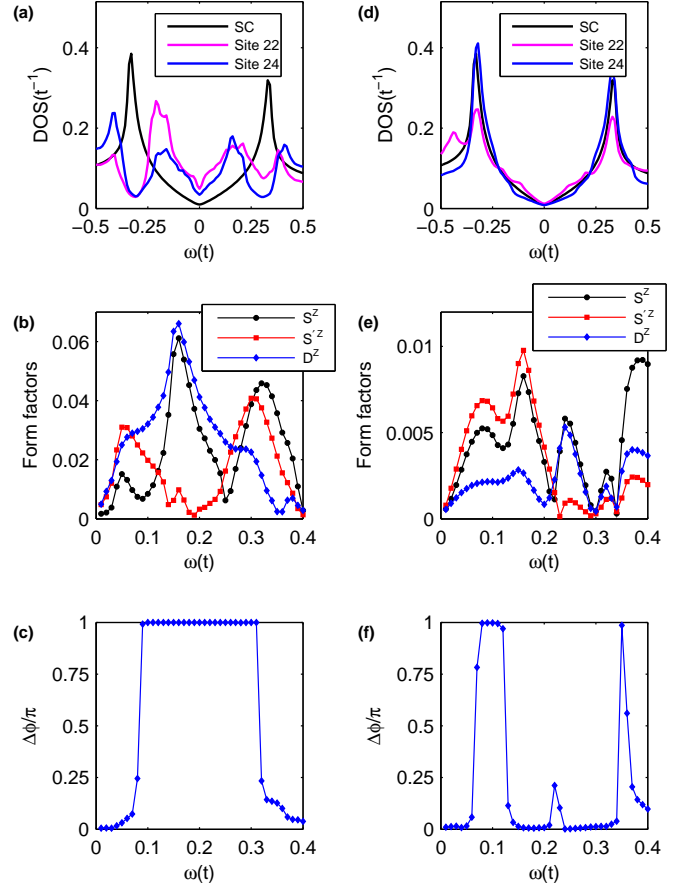 (a)
SC
Site 22
Site 24
DOS(t⁻¹)
0.4
0.2
0
−0.5
−0.25
0
0.25
0.5
ω(t)
(d)
SC
Site 22
Site 24
DOS(t⁻¹)
0.4
0.2
0
−0.5
−0.25
0
0.25
0.5
ω(t)
(b)
S^Z
S′^Z
D^Z
Form factors
0.06
0.04
0.02
0
0
0.1
0.2
0.3
0.4
ω(t)
(e)
S^Z
S′^Z
D^Z
Form factors
0.01
0.005
0
0
0.1
0.2
0.3
0.4
ω(t)
(c)
Δϕ/π
1
0.75
0.5
0.25
0
0
0.1
0.2
0.3
0.4
ω(t)
(f)
Δϕ/π
1
0.75
0.5
0.25
0
0
0.1
0.2
0.3
0.4
ω(t)